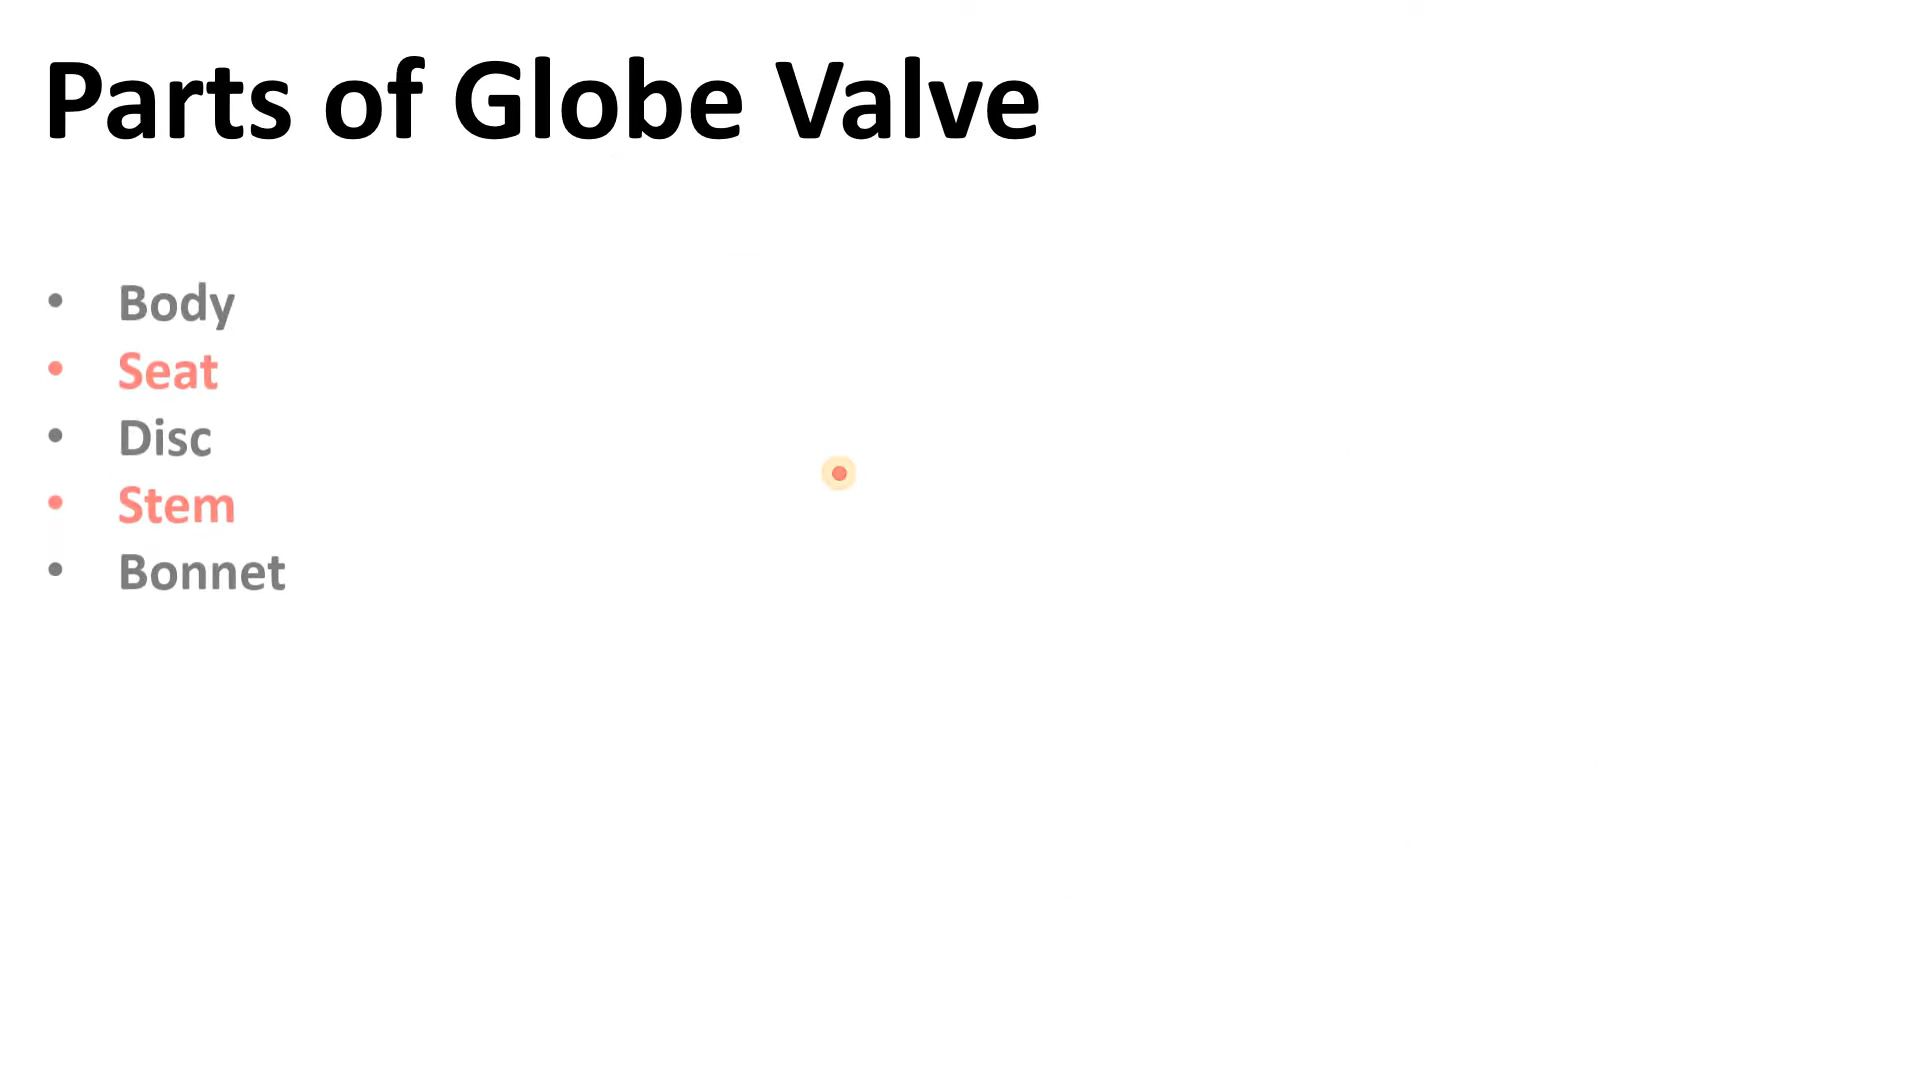 Parts of Globe Valve
• Body
• Seat
• Disc
• Stem
• Bonnet